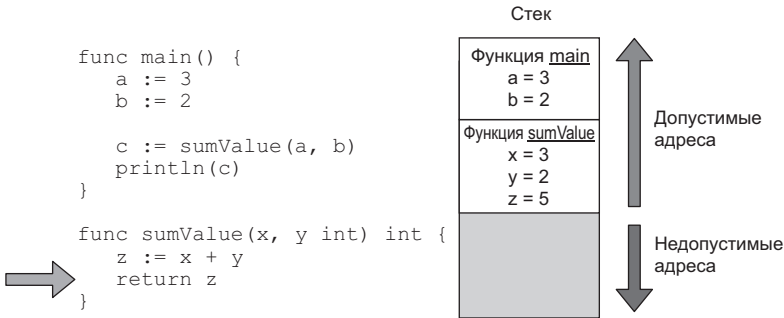 func main() {
   a := 3
   b := 2
   c := sumValue(a, b)
   println(c)
}
func sumValue(x, y int) int {
   z := x + y
   return z
}
Стек
Функция main
a = 3
b = 2
Функция sumValue
x = 3
y = 2
z = 5
Допустимые
адреса
Недопустимые
адреса